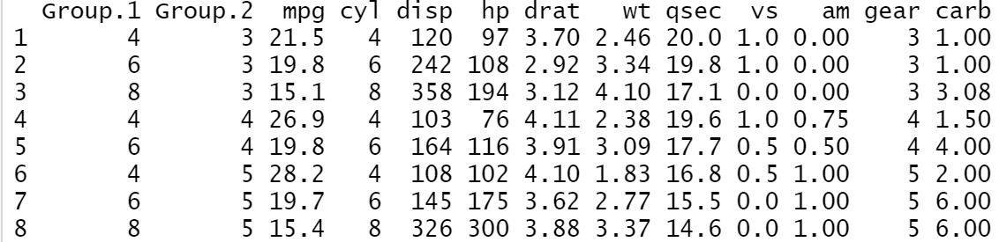 Group.1 Group.2  mpg cyl disp  hp drat   wt qsec  vs   am gear carb
1       4       3 21.5   4  120  97 3.70 2.46 20.0 1.0 0.00    3 1.00
2       6       3 19.8   6  242 108 2.92 3.34 19.8 1.0 0.00    3 1.00
3       8       3 15.1   8  358 194 3.12 4.10 17.1 0.0 0.00    3 3.08
4       4       4 26.9   4  103  76 4.11 2.38 19.6 1.0 0.75    4 1.50
5       6       4 19.8   6  164 116 3.91 3.09 17.7 0.5 0.50    4 4.00
6       4       5 28.2   4  108 102 4.10 1.83 16.8 0.5 1.00    5 2.00
7       6       5 19.7   6  145 175 3.62 2.77 15.5 0.0 1.00    5 6.00
8       8       5 15.4   8  326 300 3.88 3.37 14.6 0.0 1.00    5 6.00